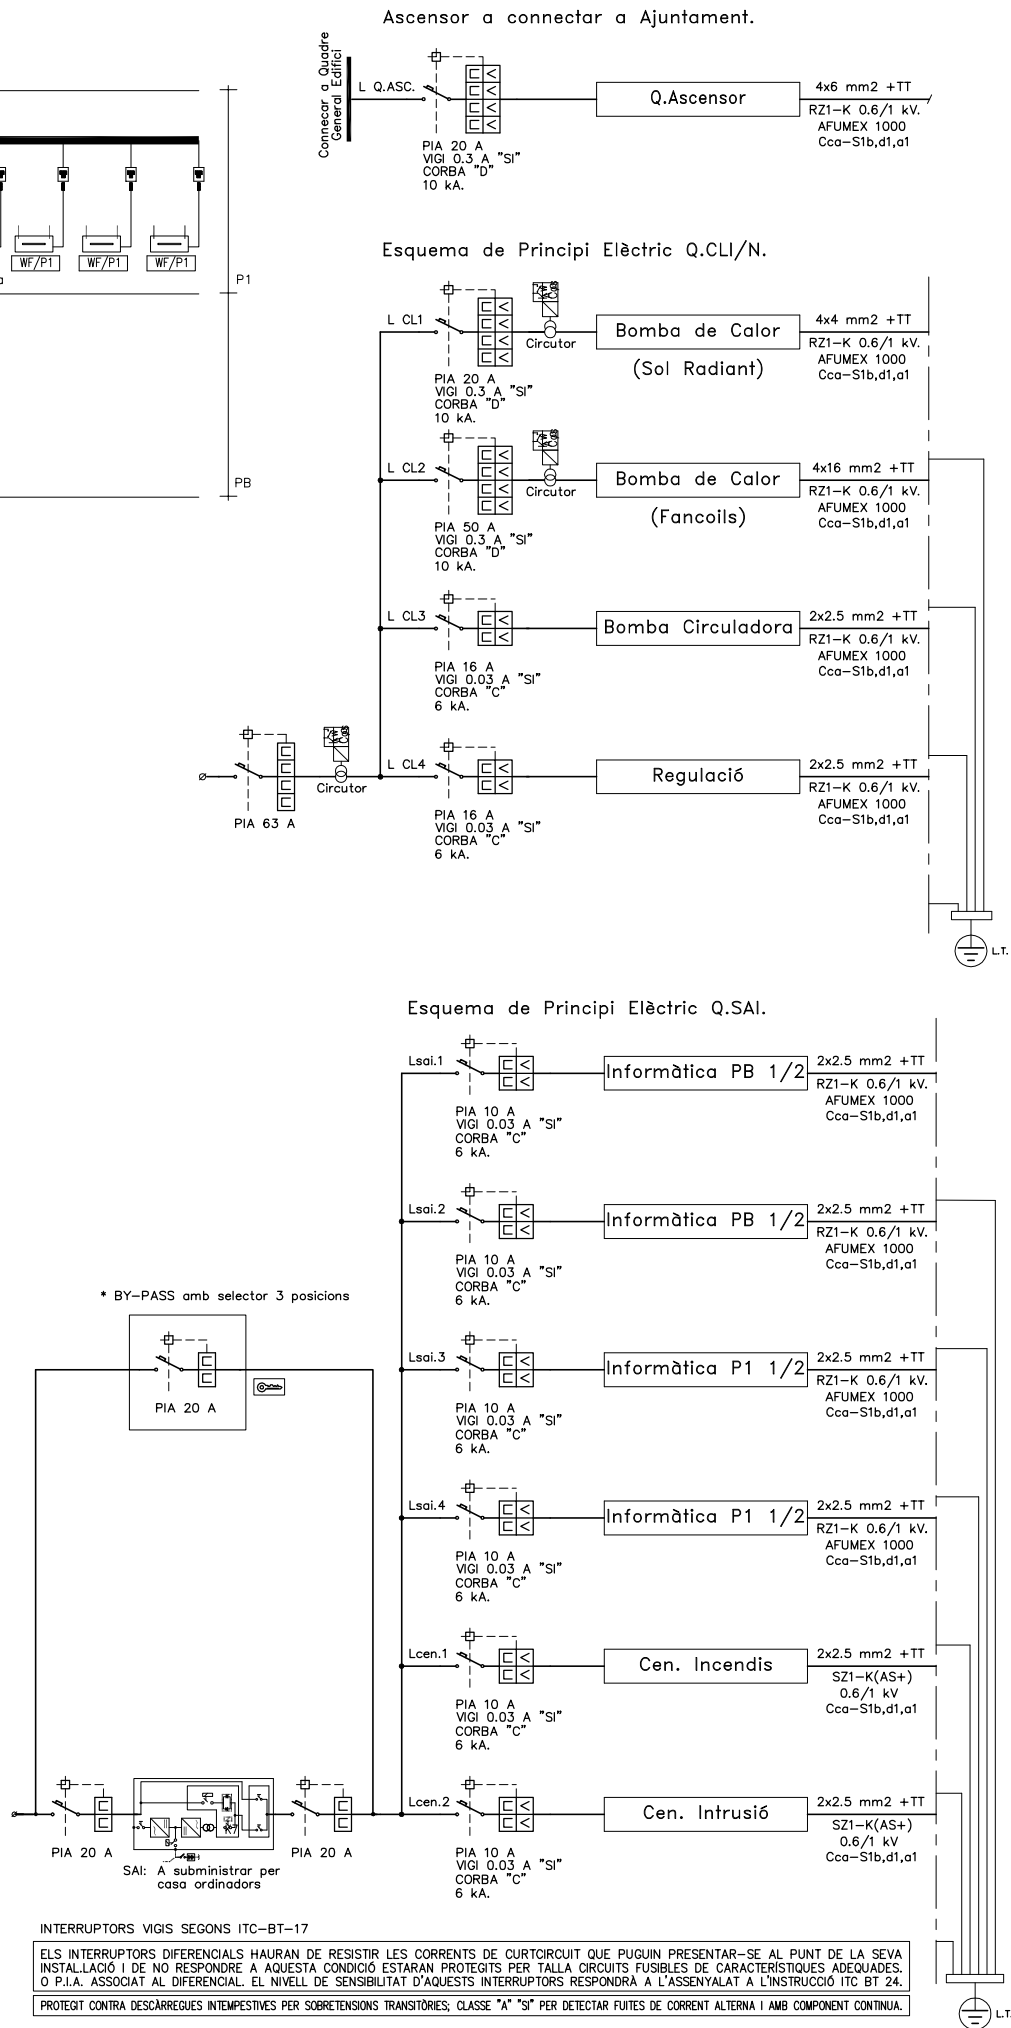 Ascensor a connectar a Ajuntament.
Connecar a Quadre
General Edifici
L Q.ASC.
Q.Ascensor
4x6 mm2 +TT
RZ1-K 0.6/1 kV.
AFUMEX 1000
Cca-S1b,d1,a1
PIA 20 A
VIGI 0.3 A "SI"
CORBA "D"
10 kA.
WF/P1
WF/P1
WF/P1
P1
PB
Esquema de Principi Elèctric Q.CLI/N.
L CL1
Circutor
Bomba de Calor
(Sol Radiant)
4x4 mm2 +TT
RZ1-K 0.6/1 kV.
AFUMEX 1000
Cca-S1b,d1,a1
PIA 20 A
VIGI 0.3 A "SI"
CORBA "D"
10 kA.
L CL2
Circutor
Bomba de Calor
(Fancoils)
4x16 mm2 +TT
RZ1-K 0.6/1 kV.
AFUMEX 1000
Cca-S1b,d1,a1
PIA 50 A
VIGI 0.3 A "SI"
CORBA "D"
10 kA.
L CL3
Bomba Circuladora
2x2.5 mm2 +TT
RZ1-K 0.6/1 kV.
AFUMEX 1000
Cca-S1b,d1,a1
PIA 16 A
VIGI 0.03 A "SI"
CORBA "C"
6 kA.
PIA 63 A
Circutor
L CL4
Regulació
2x2.5 mm2 +TT
RZ1-K 0.6/1 kV.
AFUMEX 1000
Cca-S1b,d1,a1
PIA 16 A
VIGI 0.03 A "SI"
CORBA "C"
6 kA.
L.T.
Esquema de Principi Elèctric Q.SAI.
Lsai.1
Informàtica PB 1/2
2x2.5 mm2 +TT
RZ1-K 0.6/1 kV.
AFUMEX 1000
Cca-S1b,d1,a1
PIA 10 A
VIGI 0.03 A "SI"
CORBA "C"
6 kA.
Lsai.2
Informàtica PB 1/2
2x2.5 mm2 +TT
RZ1-K 0.6/1 kV.
AFUMEX 1000
Cca-S1b,d1,a1
PIA 10 A
VIGI 0.03 A "SI"
CORBA "C"
6 kA.
* BY-PASS amb selector 3 posicions
PIA 20 A
Lsai.3
Informàtica P1 1/2
2x2.5 mm2 +TT
RZ1-K 0.6/1 kV.
AFUMEX 1000
Cca-S1b,d1,a1
PIA 10 A
VIGI 0.03 A "SI"
CORBA "C"
6 kA.
Lsai.4
Informàtica P1 1/2
2x2.5 mm2 +TT
RZ1-K 0.6/1 kV.
AFUMEX 1000
Cca-S1b,d1,a1
PIA 10 A
VIGI 0.03 A "SI"
CORBA "C"
6 kA.
Lcen.1
Cen. Incendis
2x2.5 mm2 +TT
SZ1-K(AS+)
0.6/1 kV
Cca-S1b,d1,a1
PIA 10 A
VIGI 0.03 A "SI"
CORBA "C"
6 kA.
PIA 20 A
SAI: A subministrar per
casa ordinadors
PIA 20 A
Lcen.2
Cen. Intrusió
2x2.5 mm2 +TT
SZ1-K(AS+)
0.6/1 kV
Cca-S1b,d1,a1
PIA 10 A
VIGI 0.03 A "SI"
CORBA "C"
6 kA.
INTERRUPTORS VIGIS SEGONS ITC-BT-17
ELS INTERRUPTORS DIFERENCIALS HAURAN DE RESISTIR LES CORRENTS DE CURTCIRCUIT QUE PUGUIN PRESENTAR-SE AL PUNT DE LA SEVA
INSTAL.LACIÓ I DE NO RESPONDRE A AQUESTA CONDICIÓ ESTARAN PROTEGITS PER TALLA CIRCUITS FUSIBLES DE CARACTERÍSTIQUES ADEQUADES.
O P.I.A. ASSOCIAT AL DIFERENCIAL. EL NIVELL DE SENSIBILITAT D'AQUESTS INTERRUPTORS RESPONDRÀ A L'ASSENYALAT A L'INSTRUCCIÓ ITC BT 24.
PROTEGIT CONTRA DESCÀRREGUES INTEMPESTIVES PER SOBRETENSIONS TRANSITÒRIES; CLASSE "A" "SI" PER DETECTAR FUITES DE CORRENT ALTERNA I AMB COMPONENT CONTINUA.
L.T.